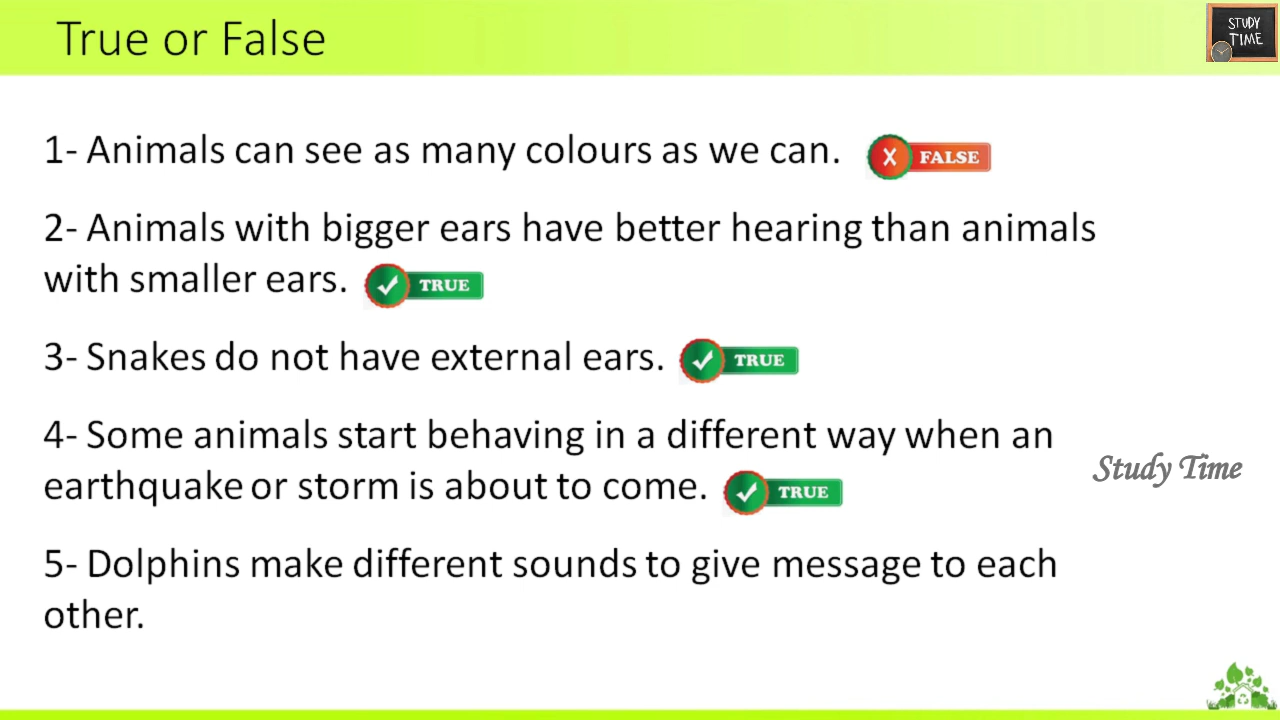 True or False
STUDY
TIME
1- Animals can see as many colours as we can. X FALSE
2- Animals with bigger ears have better hearing than animals
with smaller ears. ✓ TRUE
3- Snakes do not have external ears. ✓ TRUE
4- Some animals start behaving in a different way when an
earthquake or storm is about to come. ✓ TRUE
Study Time
5- Dolphins make different sounds to give message to each
other.